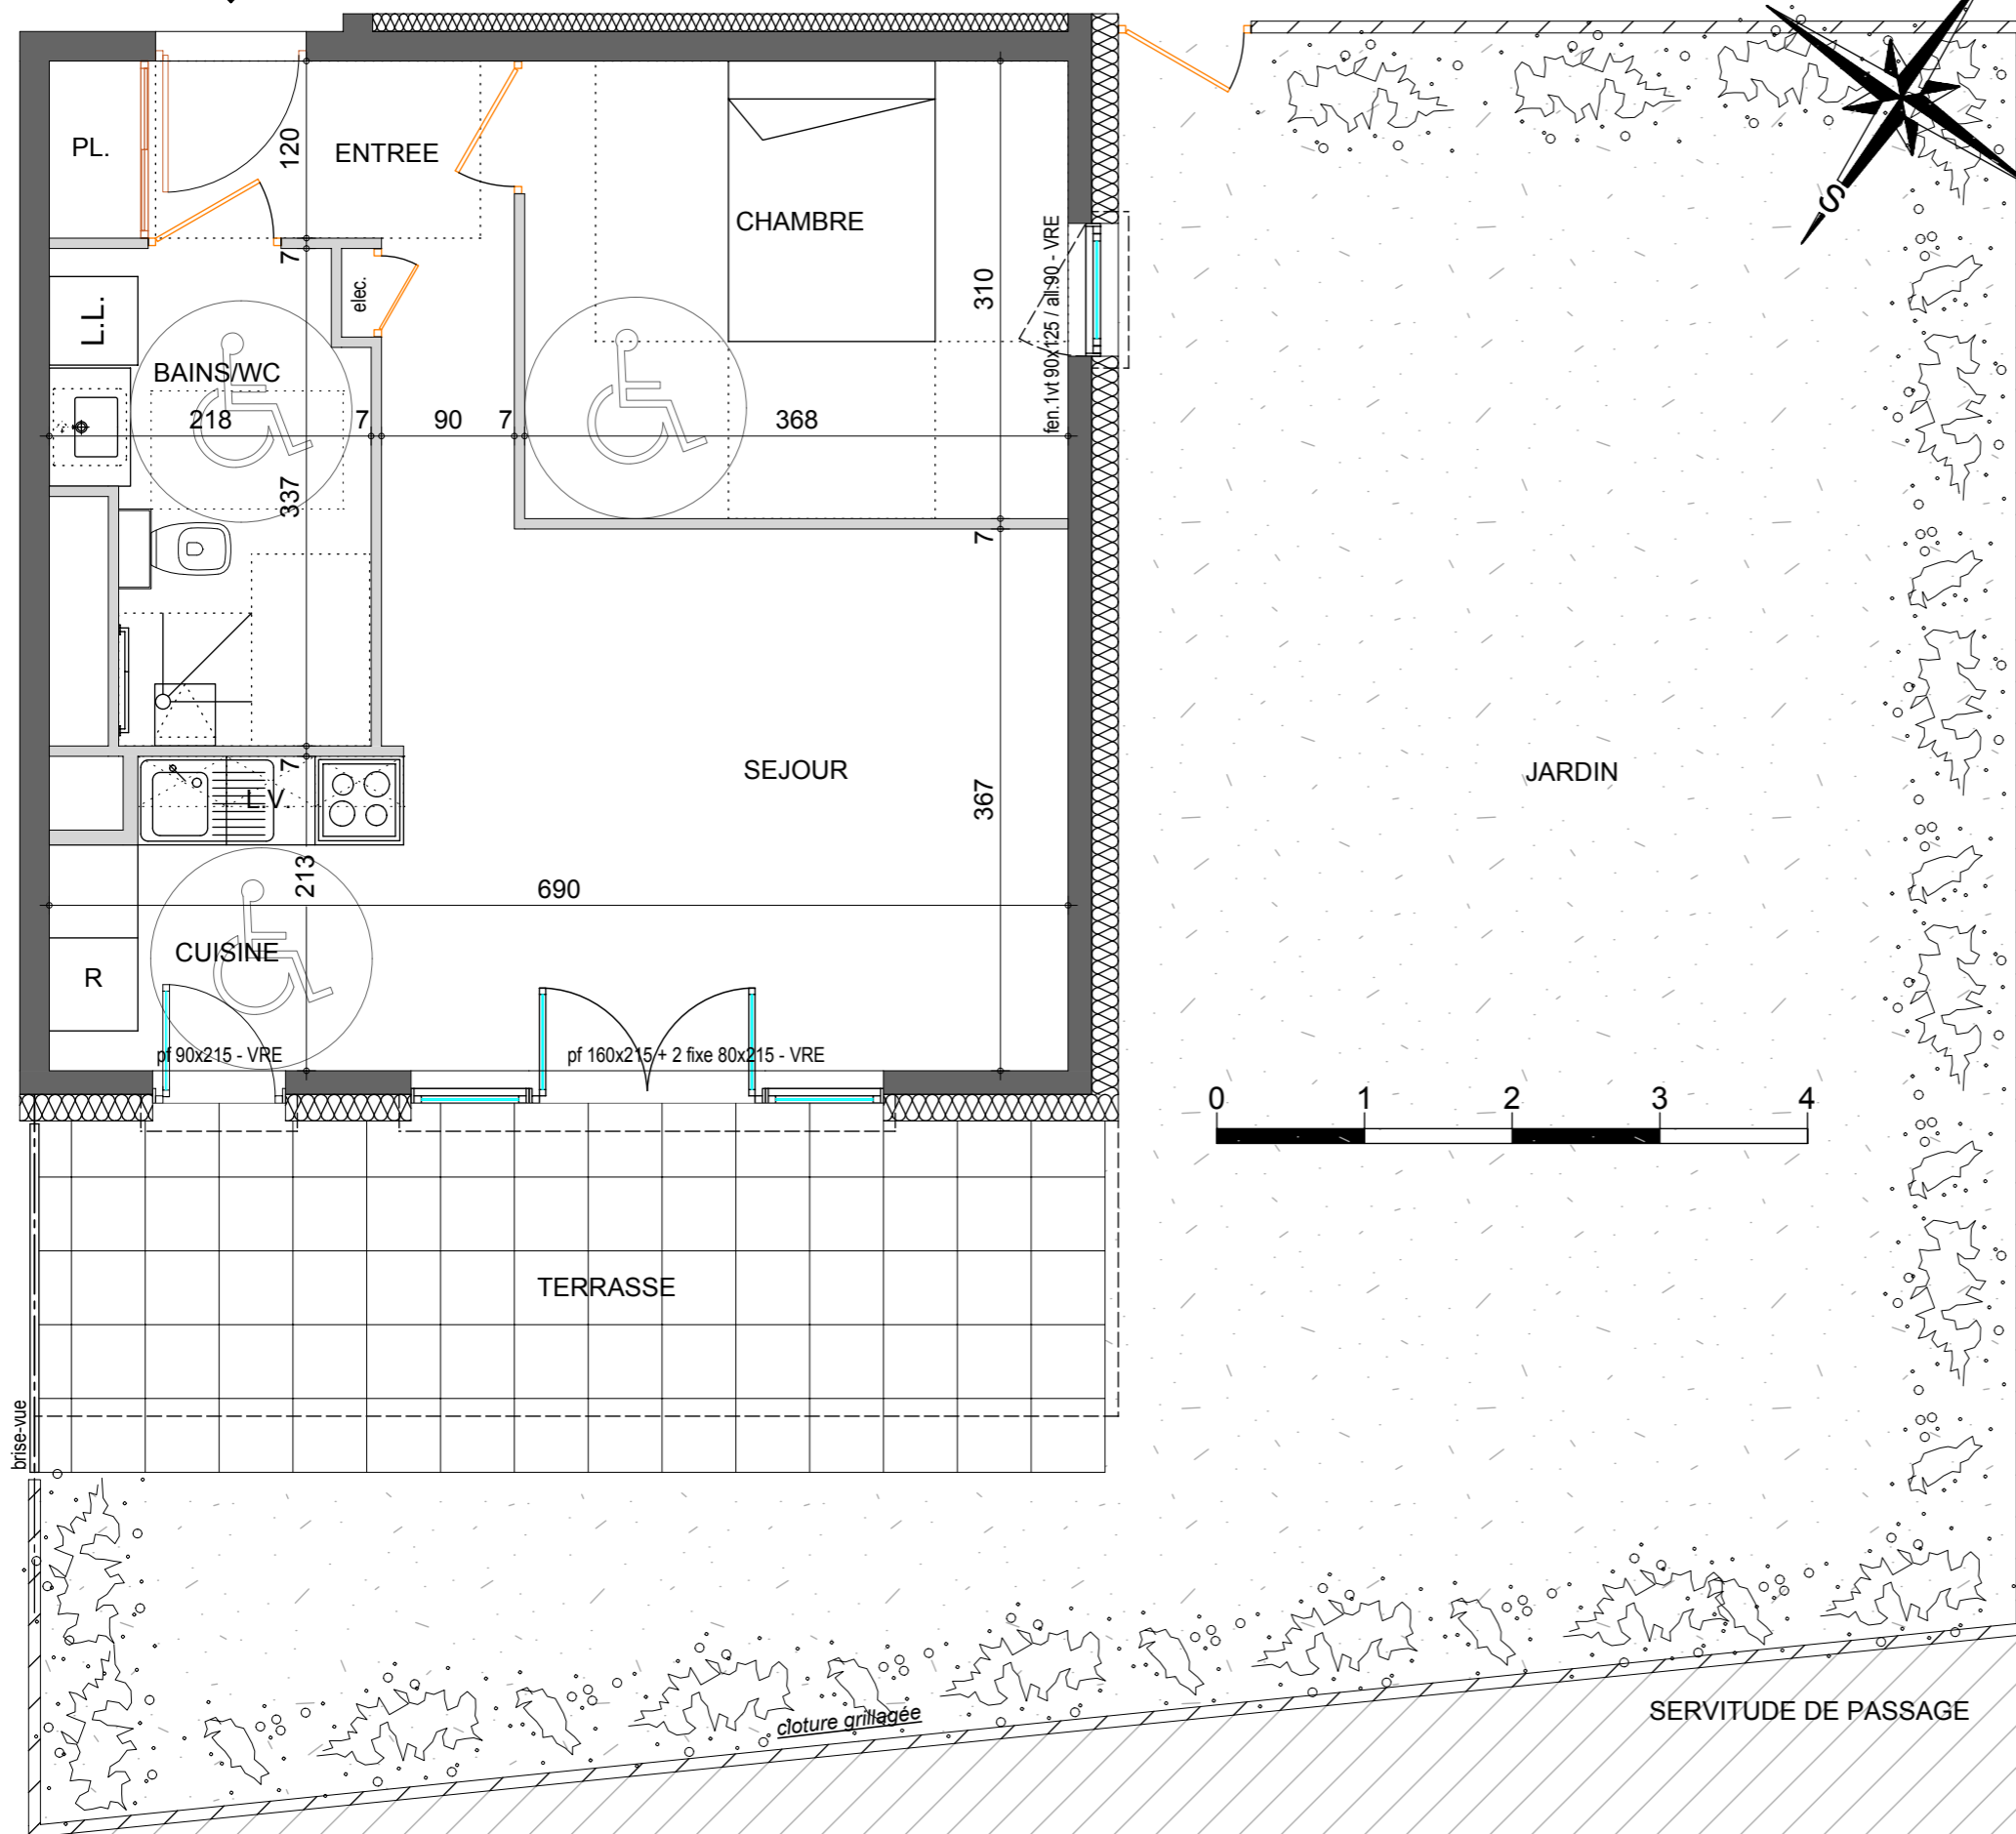 PL.
120
ENTREE
CHAMBRE
S
7
elec.
310
fen.1vt 90x125 / all.90 - VRE
L.L.
BAINS/WC
218
7
90
7
368
337
7
SEJOUR
JARDIN
7
L.V.
367
213
690
CUISINE
R
pf 90x215 - VRE
pf 160x215 + 2 fixe 80x215 - VRE
0 1 2 3 4
TERRASSE
brise-vue
cloture grillagée
SERVITUDE DE PASSAGE